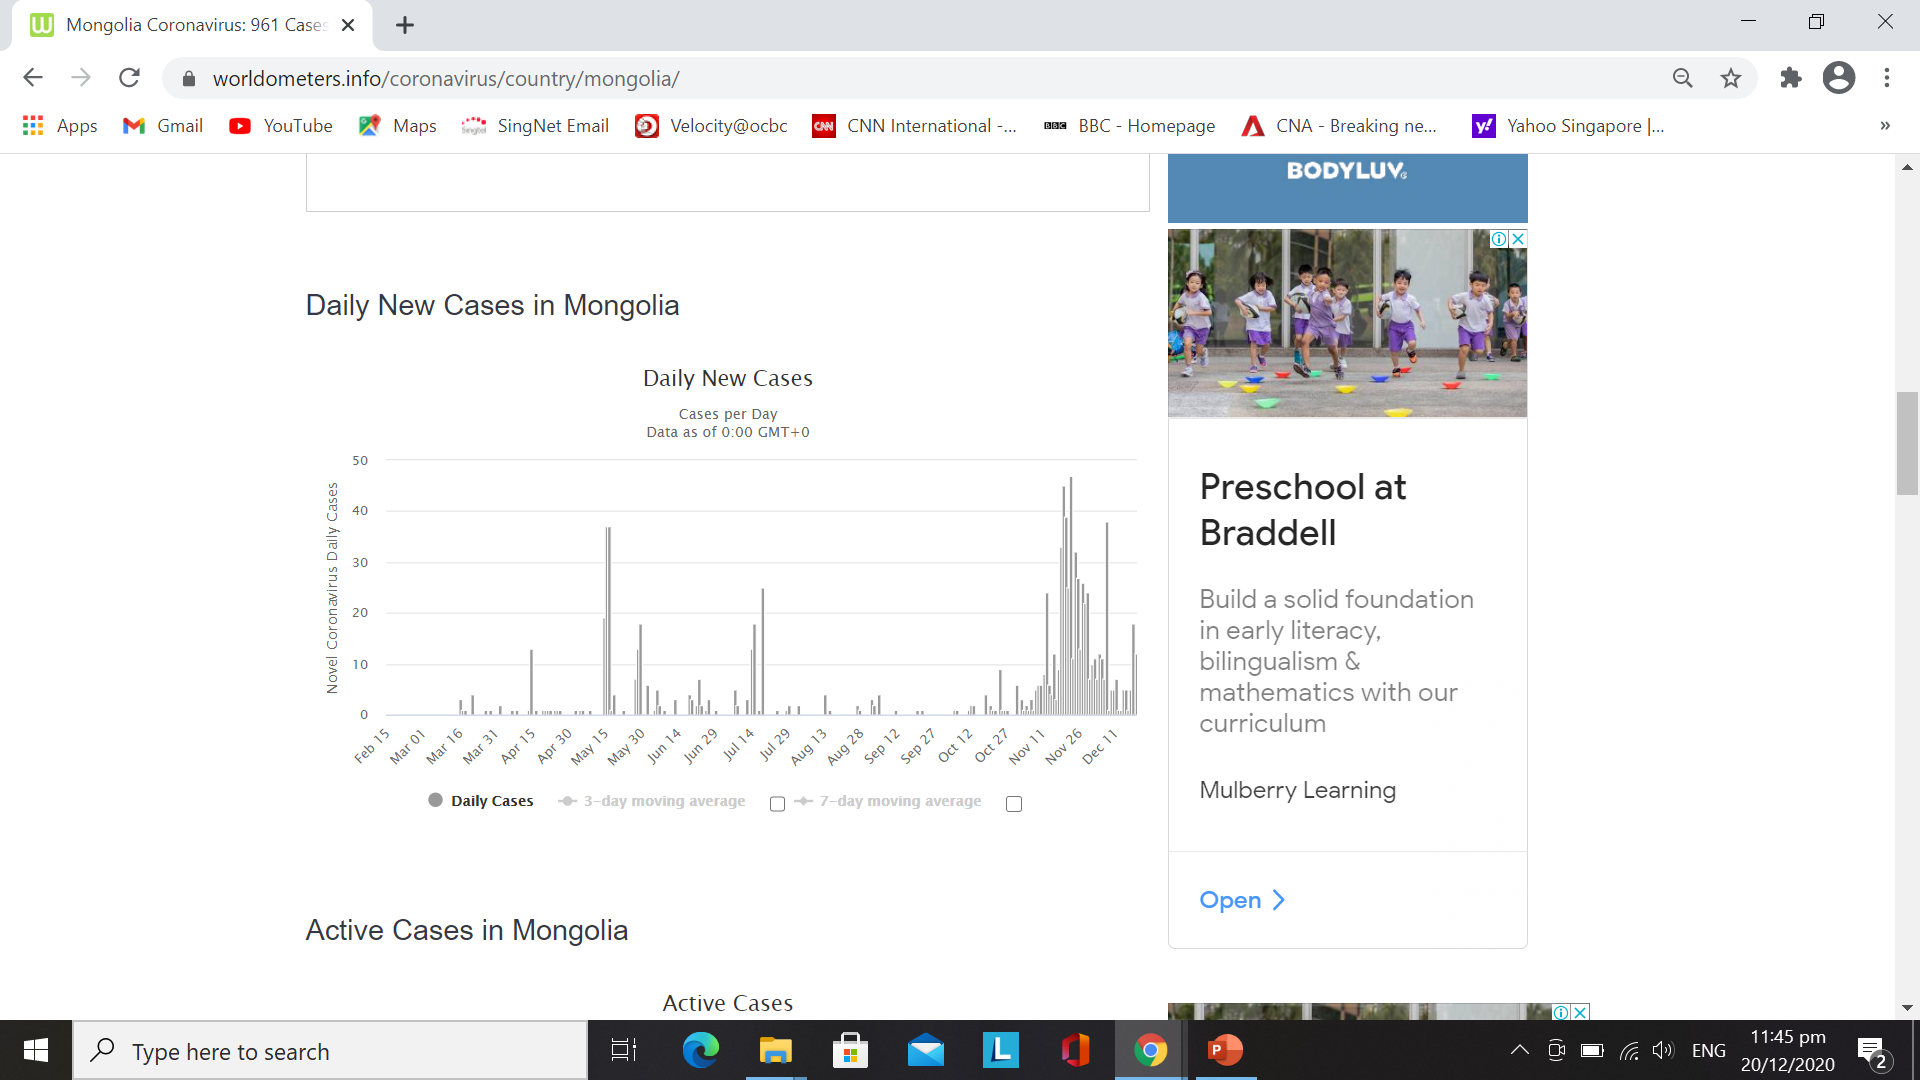 Mongolia Coronavirus: 961 Cases
worldometers.info/coronavirus/country/mongolia/
Apps
Gmail
YouTube
Maps
SingNet Email
Velocity@ocbc
CNN International -...
BBC - Homepage
CNA - Breaking ne...
Yahoo Singapore |...
»
BODYLUV
Daily New Cases in Mongolia
Daily New Cases
Cases per Day
Data as of 0:00 GMT+0
Novel Coronavirus Daily Cases
50
40
30
20
10
0
Feb 15
Mar 01
Mar 16
Mar 31
Apr 15
Apr 30
May 15
May 30
Jun 14
Jun 29
Jul 14
Jul 29
Aug 13
Aug 28
Sep 12
Sep 27
Oct 12
Oct 27
Nov 11
Nov 26
Dec 11
Daily Cases
3-day moving average
7-day moving average
Preschool at
Braddell
Build a solid foundation
in early literacy,
bilingualism &
mathematics with our
curriculum
Mulberry Learning
Open
Active Cases in Mongolia
Active Cases
Type here to search
ENG
11:45 pm
20/12/2020
2